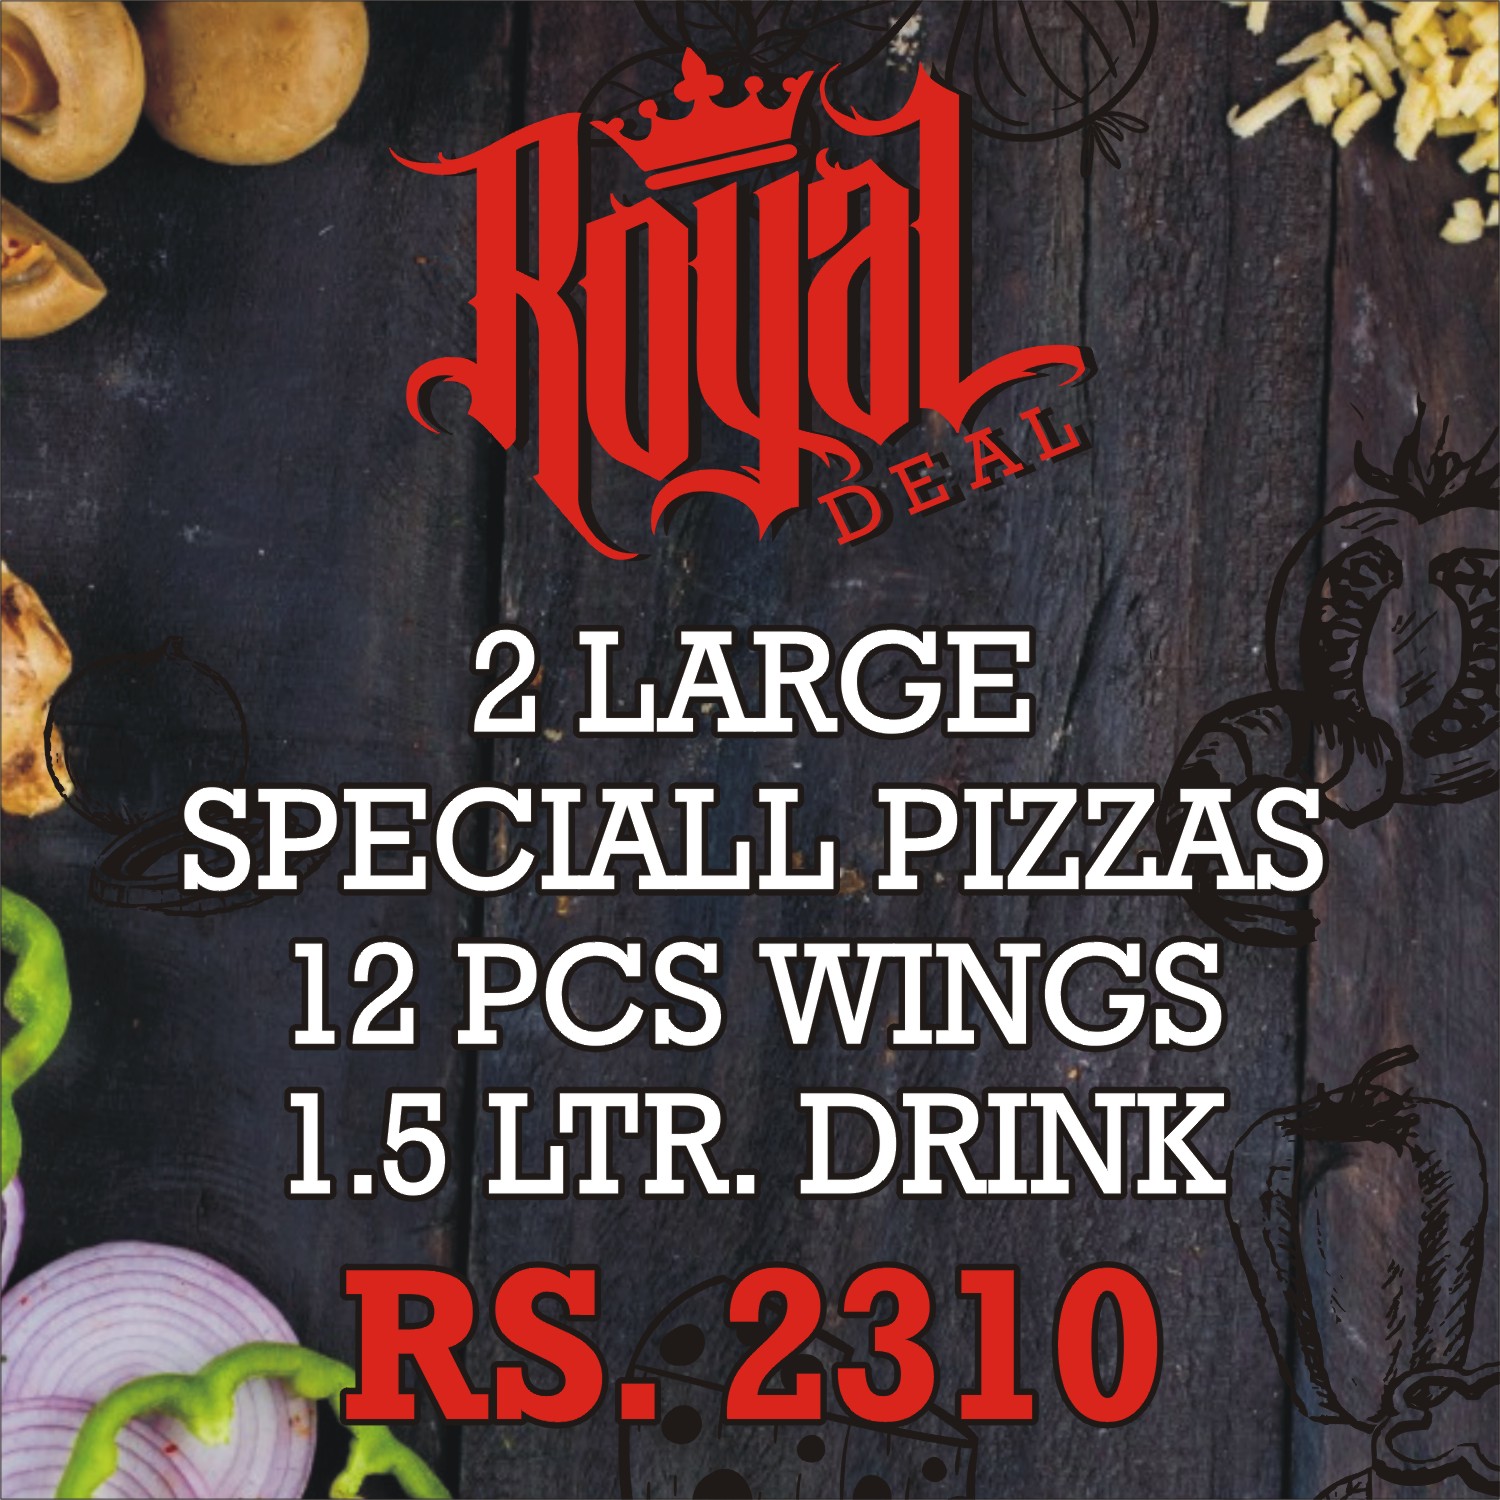 Royal
DEAL
2 LARGE
SPECIALL PIZZAS
12 PCS WINGS
1.5 LTR. DRINK
RS. 2310